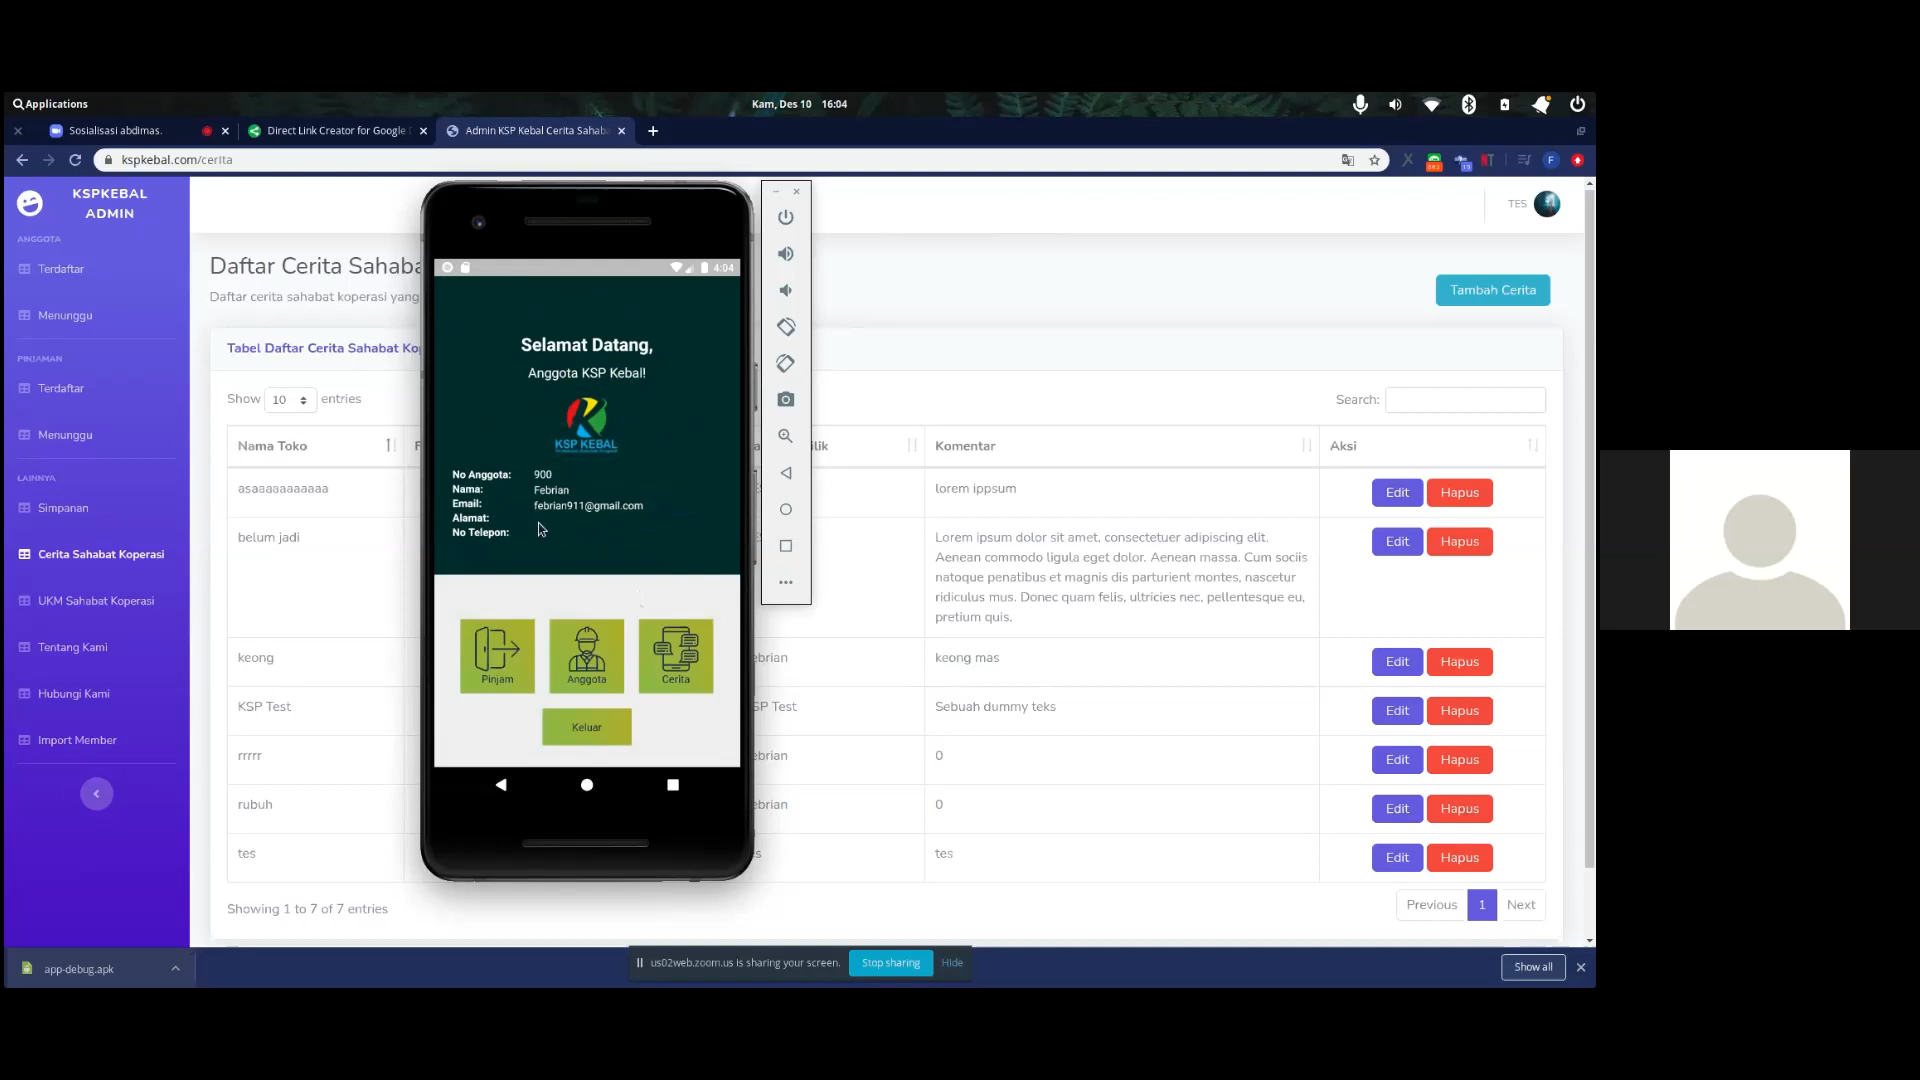 Applications
Kam, Des 10 16:04
Sosialisasi abdimas.
Direct Link Creator for Google
Admin KSP Kebal Cerita Sahaba
kspkebal.com/cerita
KSPKEBAL
ADMIN
ANGGOTA
Terdaftar
Menunggu
PINJAMAN
Terdaftar
Menunggu
LAINNYA
Simpanan
Cerita Sahabat Koperasi
UKM Sahabat Koperasi
Tentang Kami
Hubungi Kami
Import Member
TES
Daftar Cerita Sahaba
Daftar cerita sahabat koperasi yang
Tambah Cerita
Tabel Daftar Cerita Sahabat Ko
Show 10 entries
Search:
Nama Toko
ilik
Komentar
Aksi
asaaaaaaaaaa
lorem ippsum
Edit Hapus
belum jadi
Lorem ipsum dolor sit amet, consectetuer adipiscing elit.
Aenean commodo ligula eget dolor. Aenean massa. Cum sociis
natoque penatibus et magnis dis parturient montes, nascetur
ridiculus mus. Donec quam felis, ultricies nec, pellentesque eu,
pretium quis,
Edit Hapus
keong
ebrian
keong mas
Edit Hapus
KSP Test
SP Test
Sebuah dummy teks
Edit Hapus
rrrrr
ebrian
0
Edit Hapus
rubuh
ebrian
0
Edit Hapus
tes
s
tes
Edit Hapus
Showing 1 to 7 of 7 entries
Previous 1 Next
4:04
Selamat Datang,
Anggota KSP Kebal!
KSP KEBAL
No Anggota: 900
Nama: Febrian
Email: febrian911@gmail.com
Alamat:
No Telepon:
Pinjam
Anggota
Cerita
Keluar
app-debug.apk
us02web.zoom.us is sharing your screen.
Stop sharing
Hide
Show all